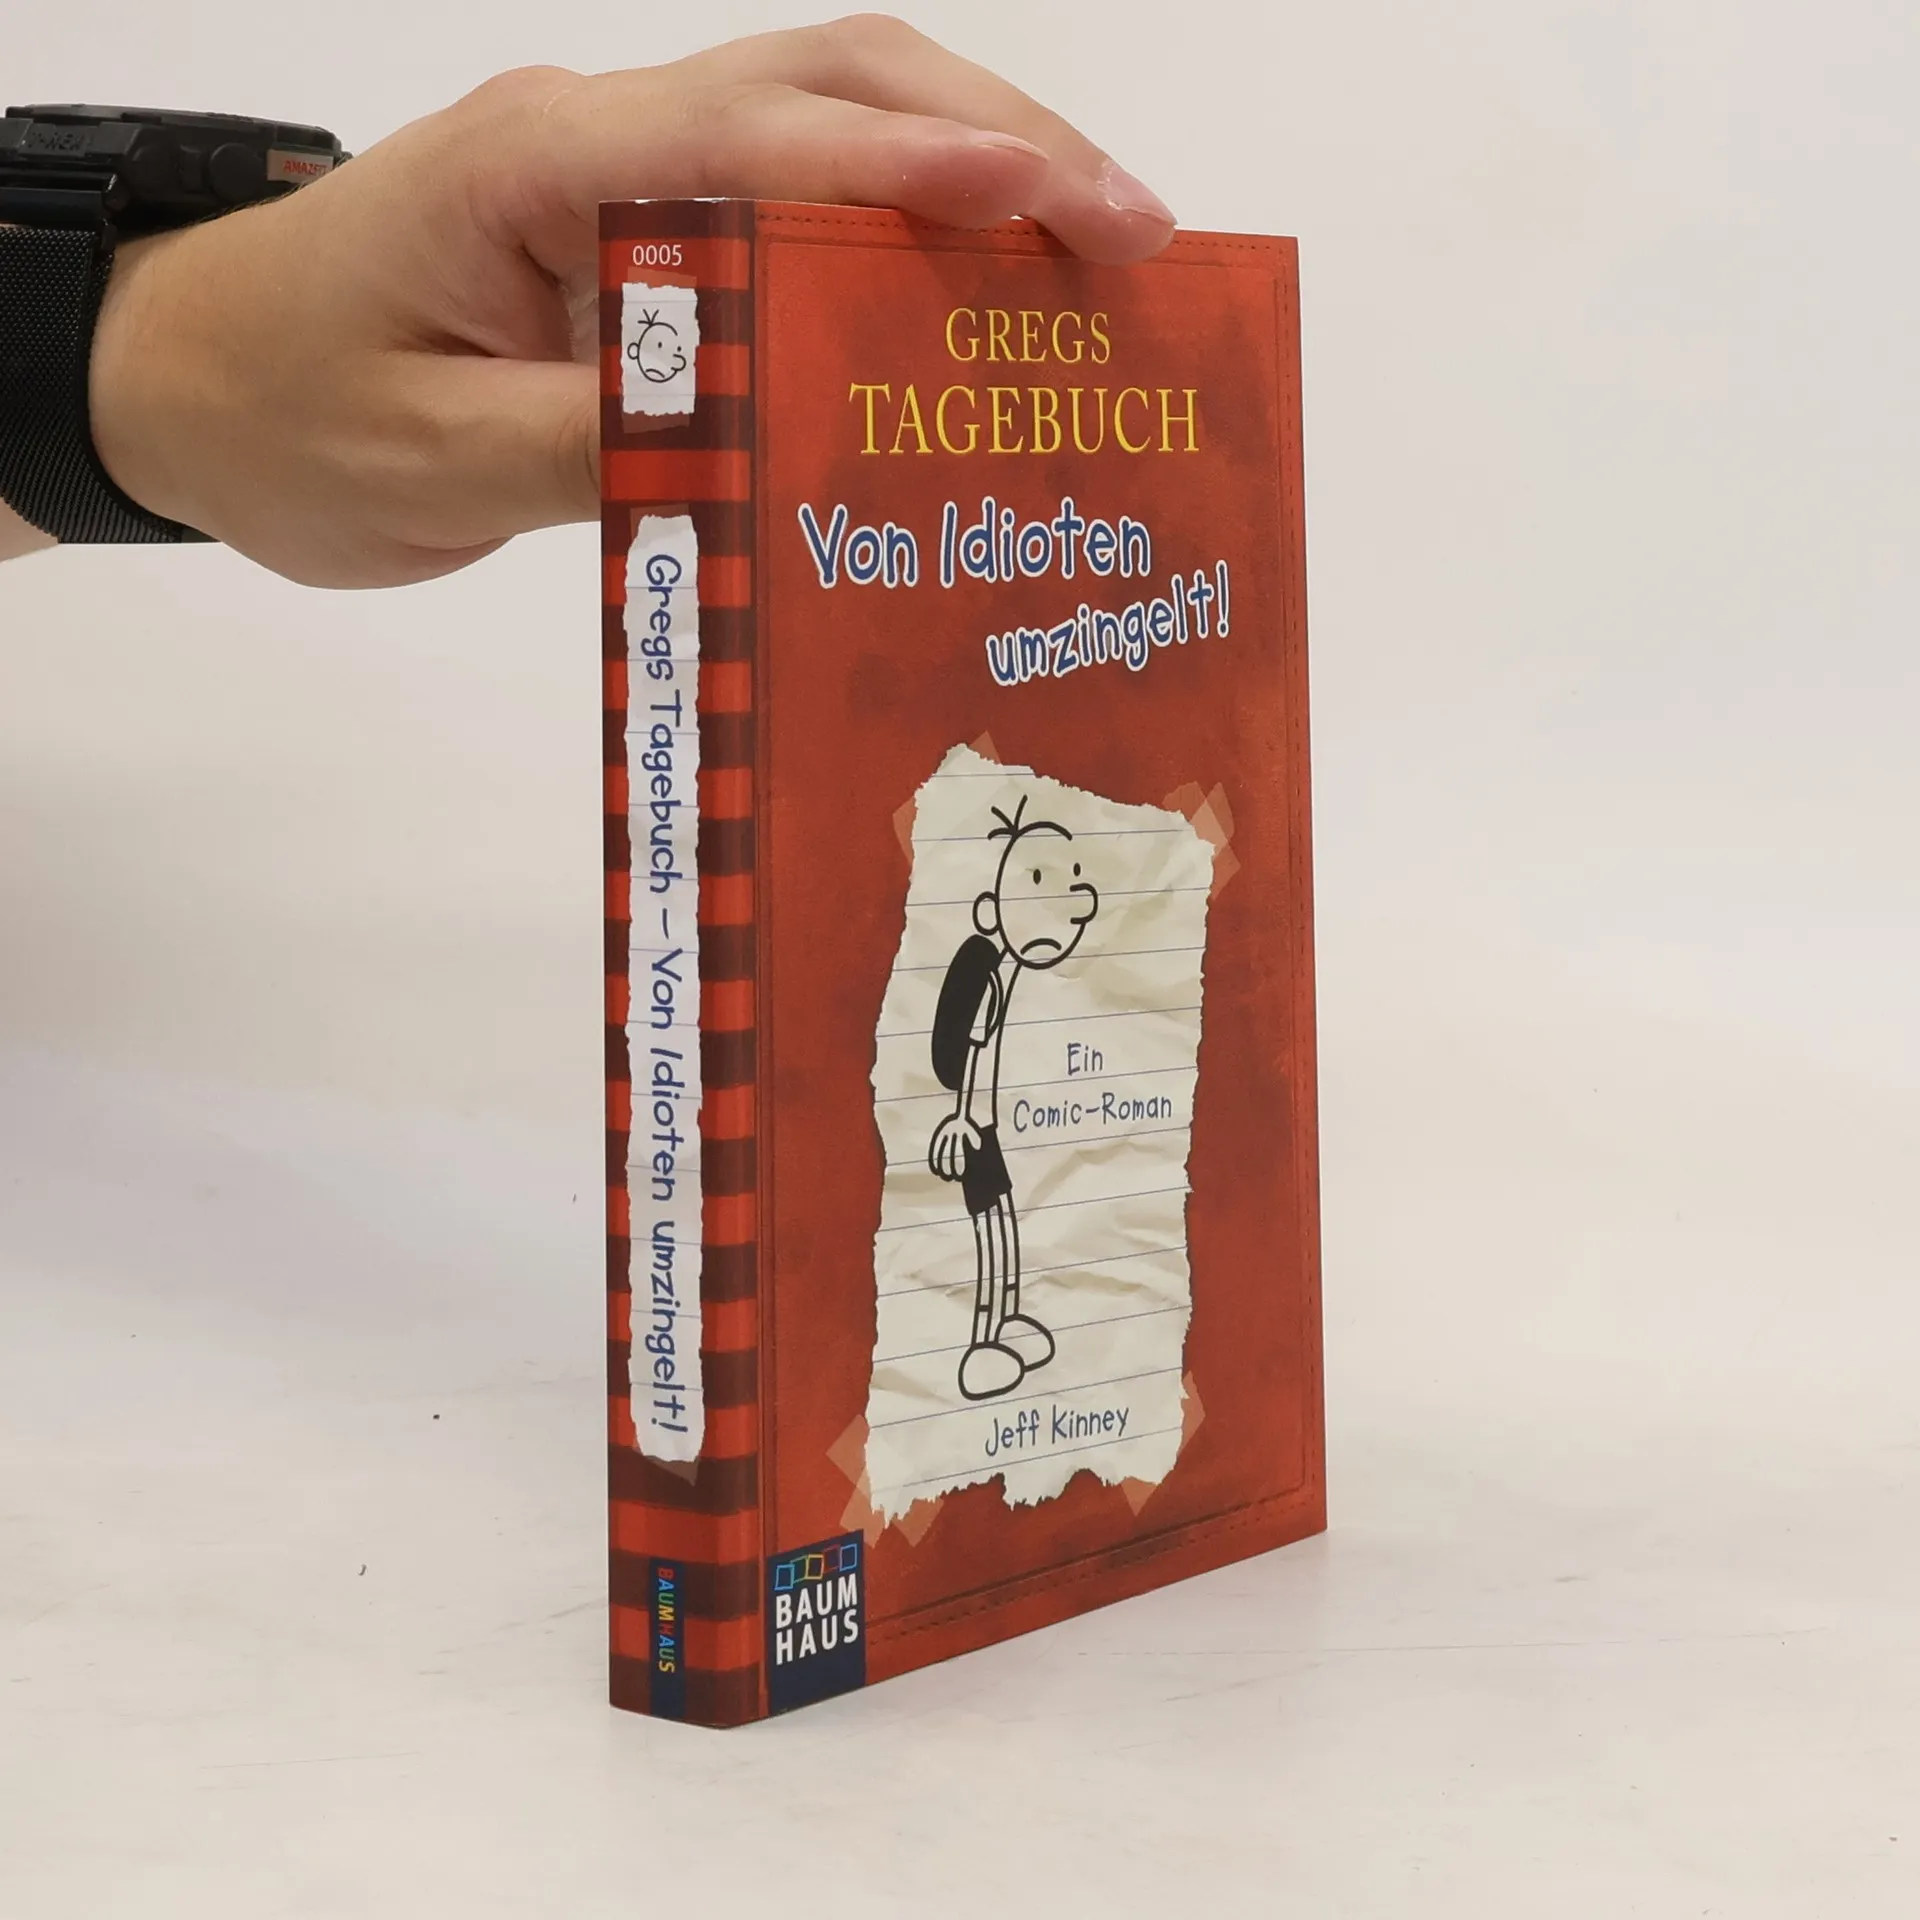 AMAZFIT
0005
Gregs Tagebuch – Von Idioten umzingelt!
BAUMHAUS
GREGS
TAGEBUCH
Von Idioten
umzingelt!
Ein
Comic-Roman
Jeff Kinney
BAUM
HAUS